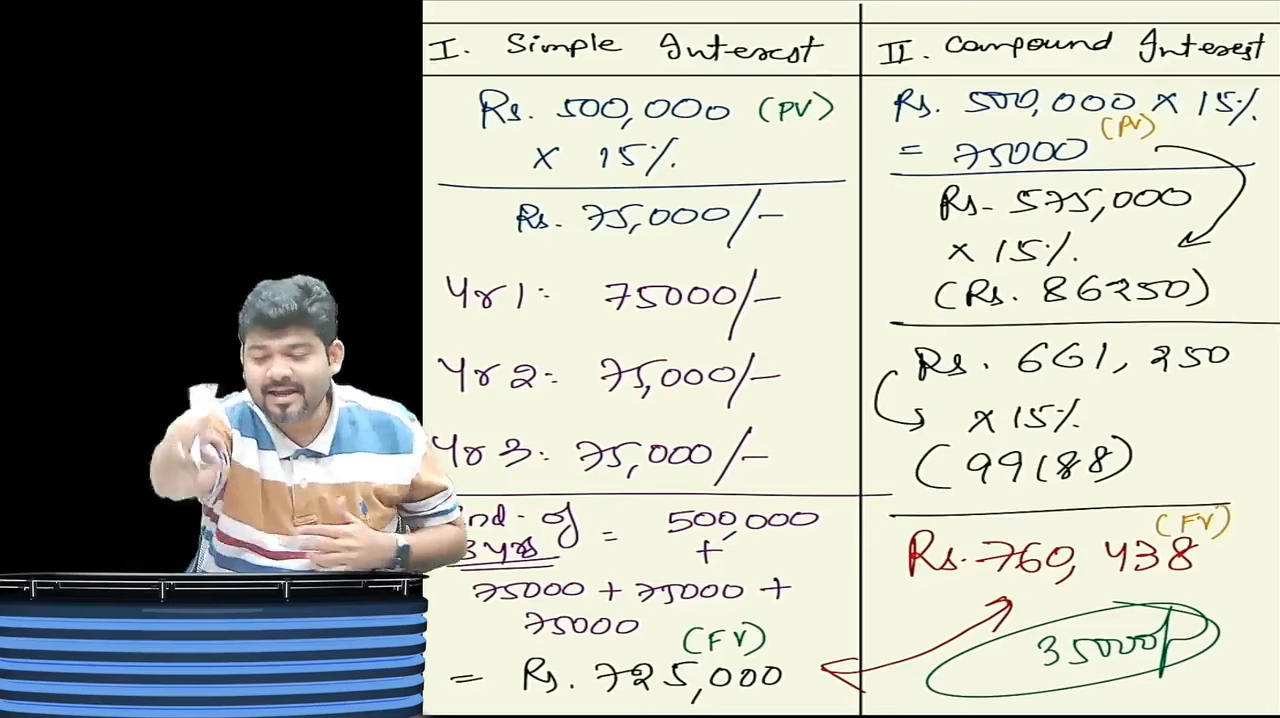 I. Simple Interest
Rs. 500,000 (PV)
x 15%
Rs. 75,000/-
Yr 1: 75000/-
Yr 2: 75,000/-
Yr 3: 75,000/-
End of = 500,000
3 yrs +
75000 + 75000 +
75000
(FV)
= Rs. 725,000
II. Compound Interest
Rs. 500,000 x 15%
(PV)
= 75000
Rs. 575,000
x 15%
(Rs. 86250)
Rs. 661,250
x 15%
(99188)
(FV)
Rs. 760,438
35000/-